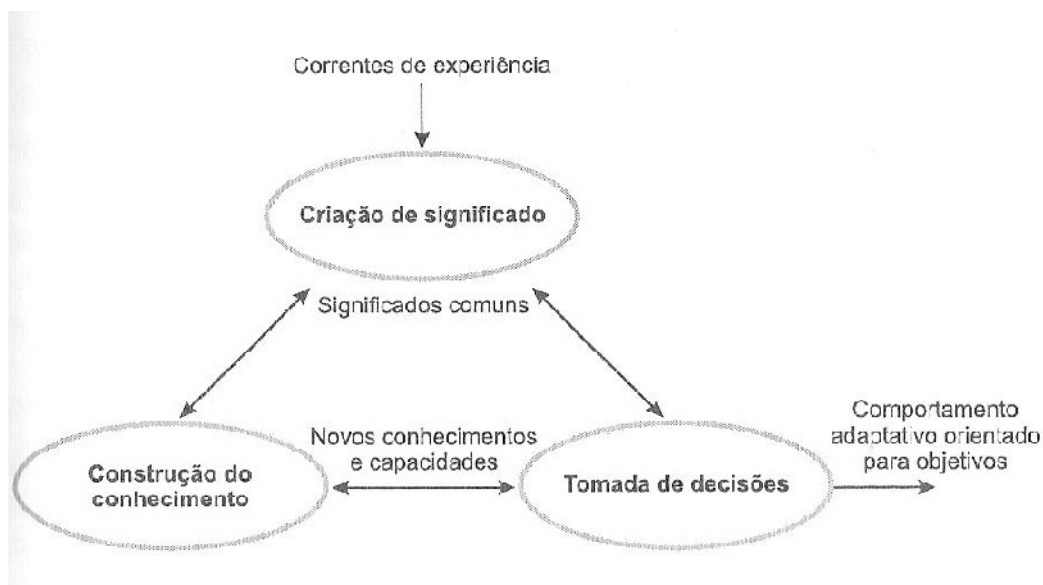 Correntes de experiência
Criação de significado
Significados comuns
Novos conhecimentos
e capacidades
Construção do
conhecimento
Tomada de decisões
Comportamento
adaptativo orientado
para objetivos